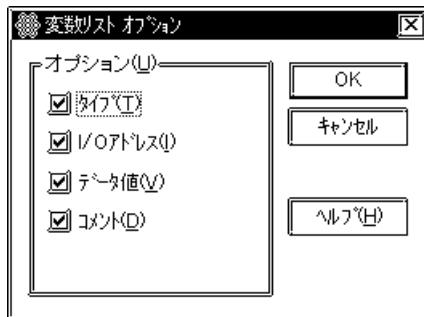 変数リスト オプション
オプション(U)
タイプ(T)
I/Oアドレス(I)
データ値(V)
コメント(D)
OK
キャンセル
ヘルプ(H)